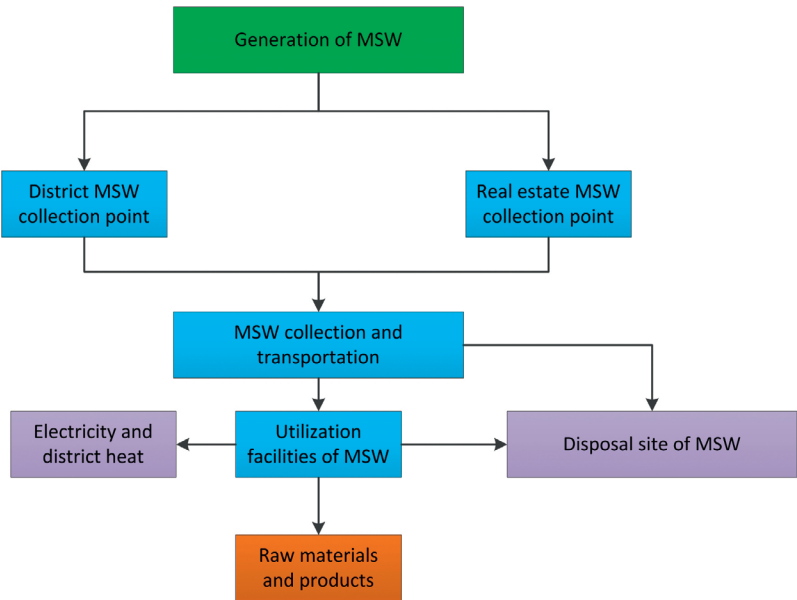 Generation of MSW
District MSW
collection point
Real estate MSW
collection point
MSW collection and
transportation
Electricity and
district heat
Utilization
facilities of MSW
Disposal site of MSW
Raw materials
and products